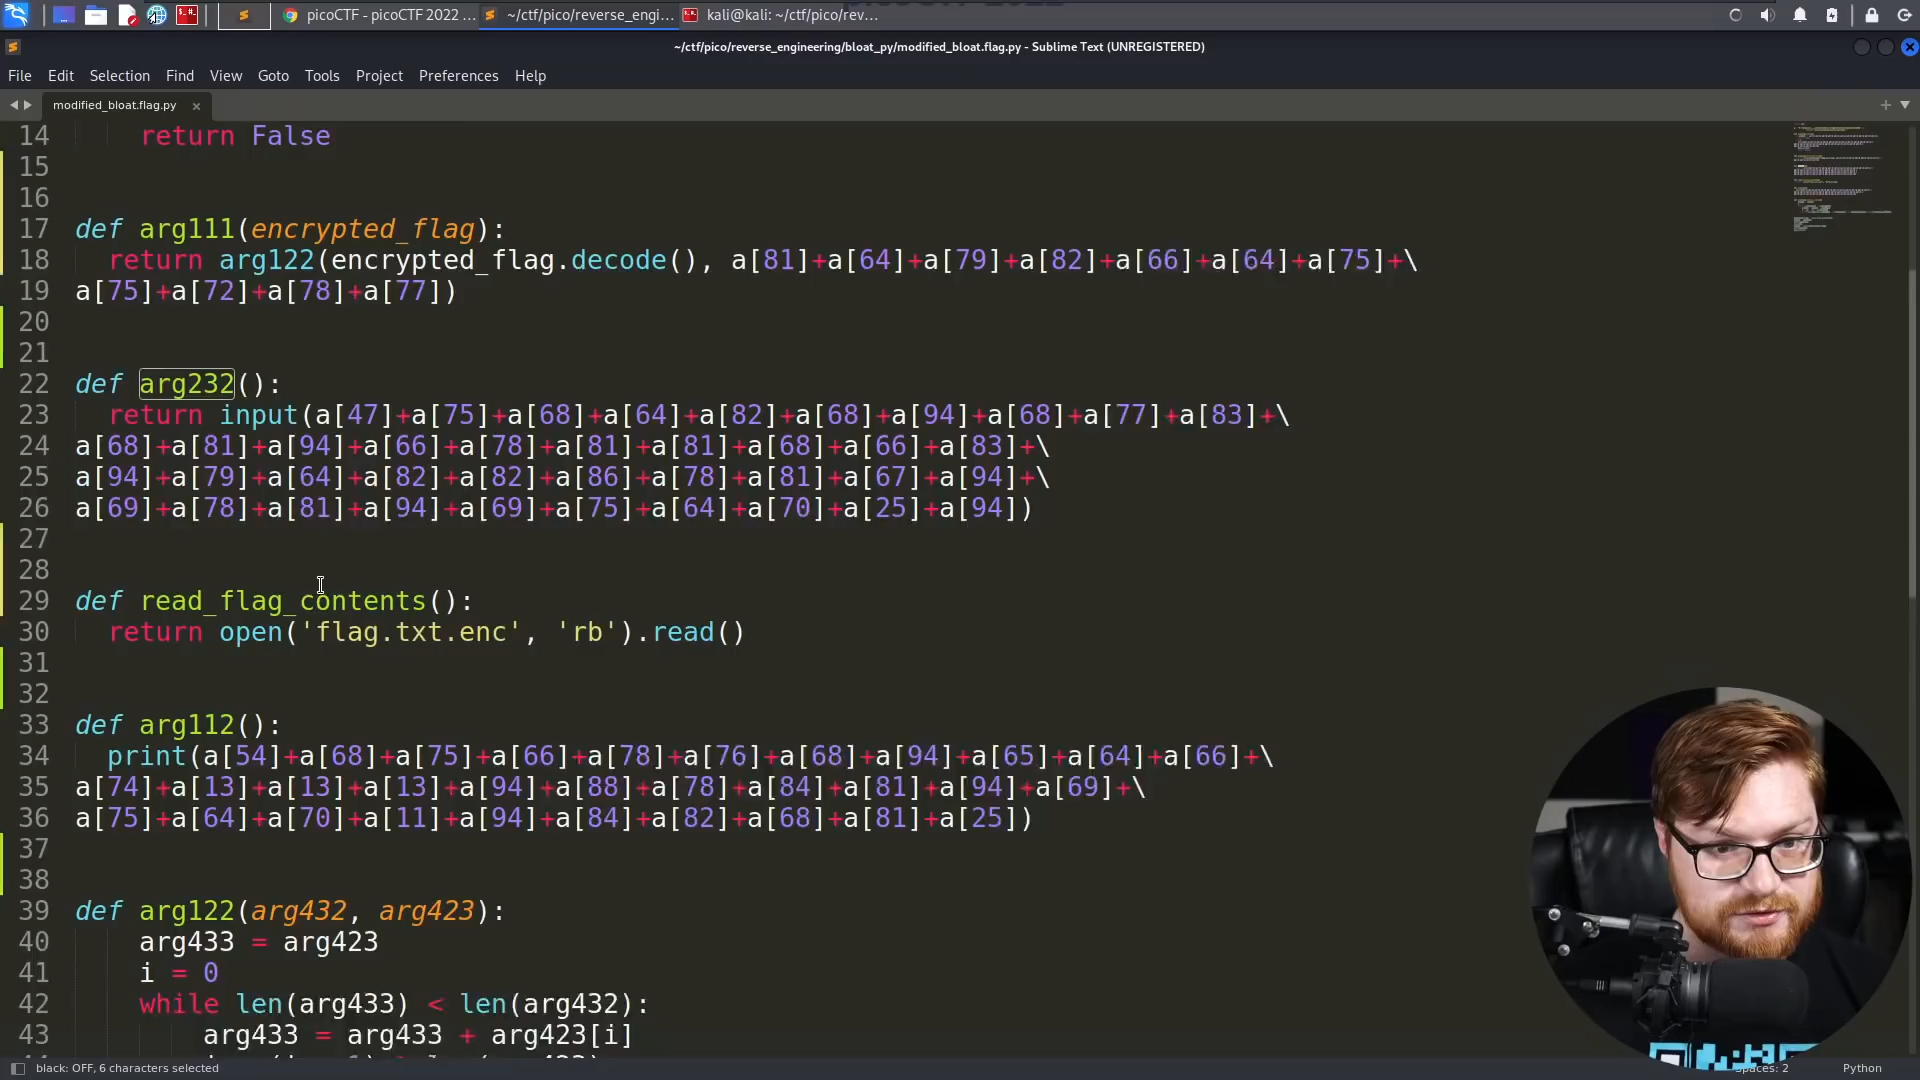 picoCTF - picoCTF 2022 ...
~/ctf/pico/reverse_engi...
kali@kali: ~/ctf/pico/rev...
~/ctf/pico/reverse_engineering/bloat_py/modified_bloat.flag.py - Sublime Text (UNREGISTERED)
File Edit Selection Find View Goto Tools Project Preferences Help
modified_bloat.flag.py
14 return False
15
16
17 def arg111(encrypted_flag):
18 return arg122(encrypted_flag.decode(), a[81]+a[64]+a[79]+a[82]+a[66]+a[64]+a[75]+\
19 a[75]+a[72]+a[78]+a[77])
20
21
22 def arg232():
23 return input(a[47]+a[75]+a[68]+a[64]+a[82]+a[68]+a[94]+a[68]+a[77]+a[83]+\
24 a[68]+a[81]+a[94]+a[66]+a[78]+a[81]+a[81]+a[68]+a[66]+a[83]+\
25 a[94]+a[79]+a[64]+a[82]+a[82]+a[86]+a[78]+a[81]+a[67]+a[94]+\
26 a[69]+a[78]+a[81]+a[94]+a[69]+a[75]+a[64]+a[70]+a[25]+a[94])
27
28
29 def read_flag_contents():
30 return open('flag.txt.enc', 'rb').read()
31
32
33 def arg112():
34 print(a[54]+a[68]+a[75]+a[66]+a[78]+a[76]+a[68]+a[94]+a[65]+a[64]+a[66]+\
35 a[74]+a[13]+a[13]+a[13]+a[94]+a[88]+a[78]+a[84]+a[81]+a[94]+a[69]+\
36 a[75]+a[64]+a[70]+a[11]+a[94]+a[84]+a[82]+a[68]+a[81]+a[25])
37
38
39 def arg122(arg432, arg423):
40 arg433 = arg423
41 i = 0
42 while len(arg433) < len(arg432):
43 arg433 = arg433 + arg423[i]
black: OFF, 6 characters selected
Spaces: 2
Python